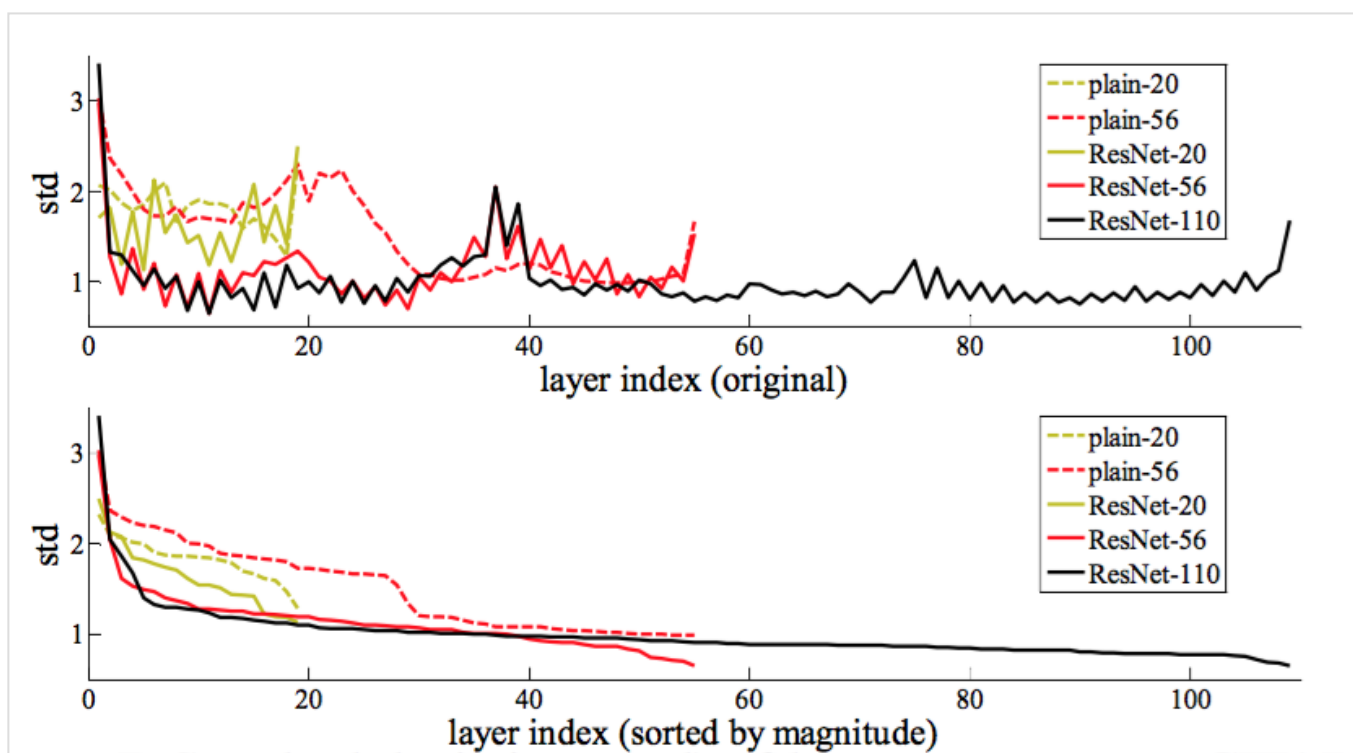 3
2
1
std
plain-20
plain-56
ResNet-20
ResNet-56
ResNet-110
0 20 40 60 80 100
layer index (original)
3
2
1
std
plain-20
plain-56
ResNet-20
ResNet-56
ResNet-110
0 20 40 60 80 100
layer index (sorted by magnitude)